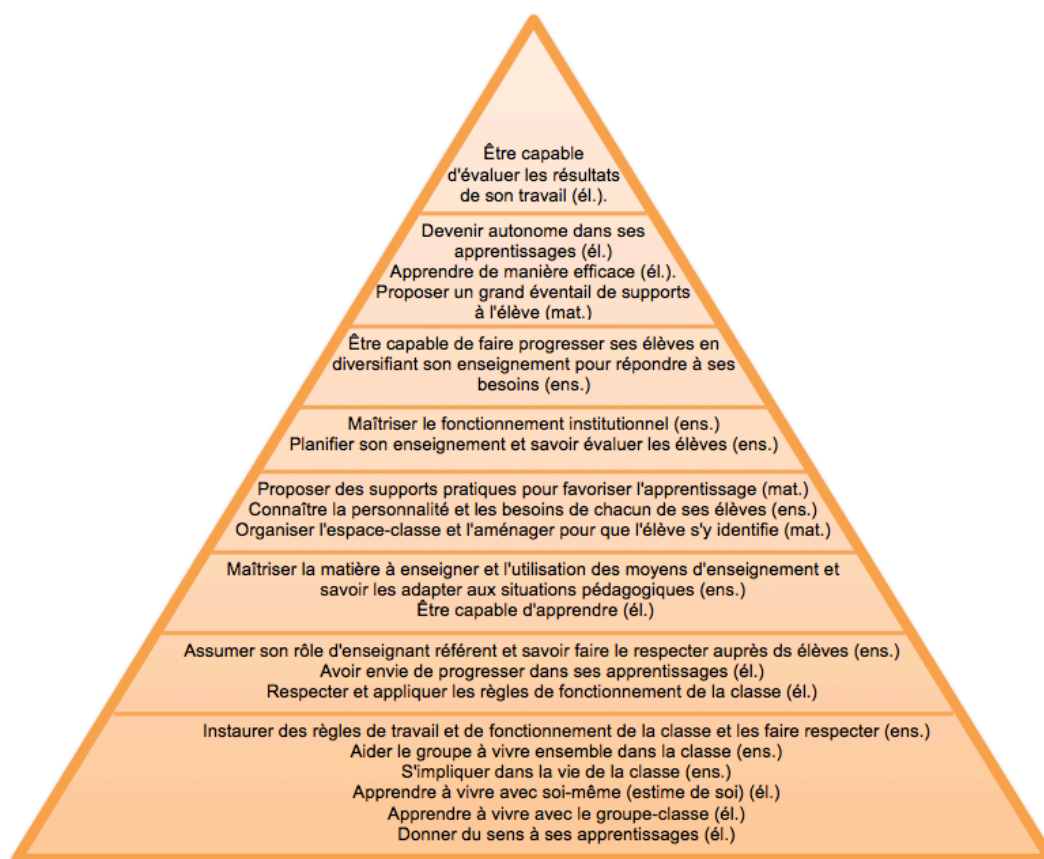 Être capable
d'évaluer les résultats
de son travail (él.).
Devenir autonome dans ses
apprentissages (él.)
Apprendre de manière efficace (él.).
Proposer un grand éventail de supports
à l'élève (mat.)
Être capable de faire progresser ses élèves en
diversifiant son enseignement pour répondre à ses
besoins (ens.)
Maîtriser le fonctionnement institutionnel (ens.)
Planifier son enseignement et savoir évaluer les élèves (ens.)
Proposer des supports pratiques pour favoriser l'apprentissage (mat.)
Connaître la personnalité et les besoins de chacun de ses élèves (ens.)
Organiser l'espace-classe et l'aménager pour que l'élève s'y identifie (mat.)
Maîtriser la matière à enseigner et l'utilisation des moyens d'enseignement et
savoir les adapter aux situations pédagogiques (ens.)
Être capable d'apprendre (él.)
Assumer son rôle d'enseignant référent et savoir faire le respecter auprès ds élèves (ens.)
Avoir envie de progresser dans ses apprentissages (él.)
Respecter et appliquer les règles de fonctionnement de la classe (él.)
Instaurer des règles de travail et de fonctionnement de la classe et les faire respecter (ens.)
Aider le groupe à vivre ensemble dans la classe (ens.)
S'impliquer dans la vie de la classe (ens.)
Apprendre à vivre avec soi-même (estime de soi) (él.)
Apprendre à vivre avec le groupe-classe (él.)
Donner du sens à ses apprentissages (él.)